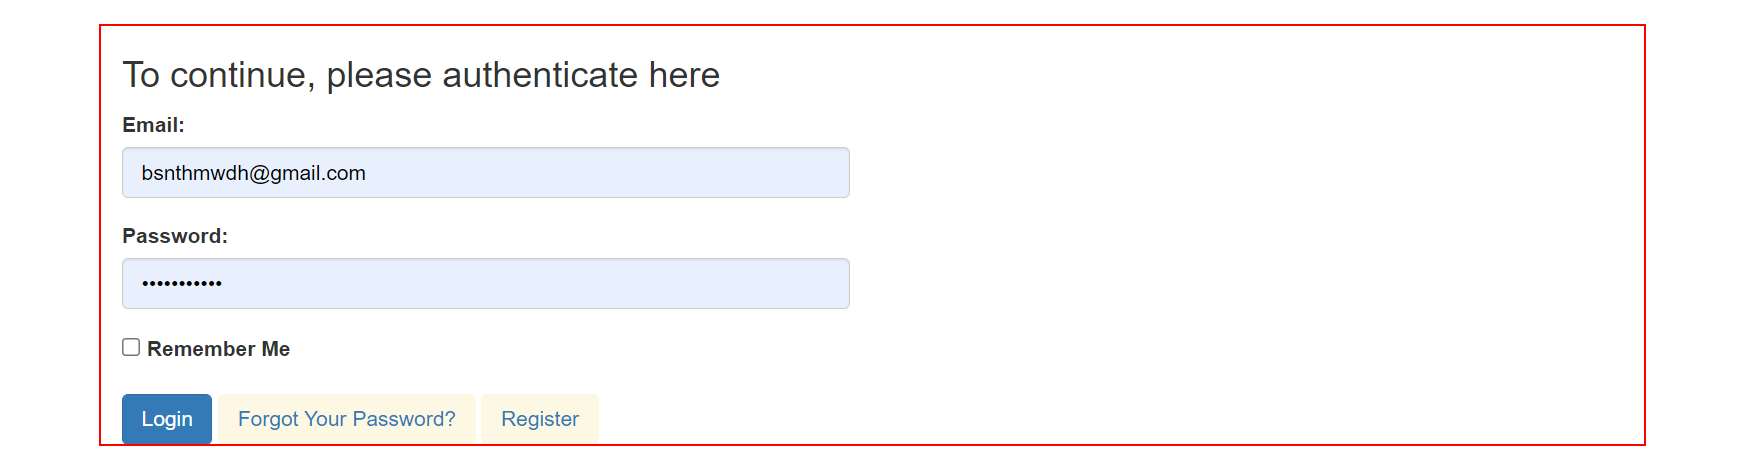 To continue, please authenticate here
Email:
bsnthmwdh@gmail.com
Password:
•••••••••••
Remember Me
Login Forgot Your Password? Register